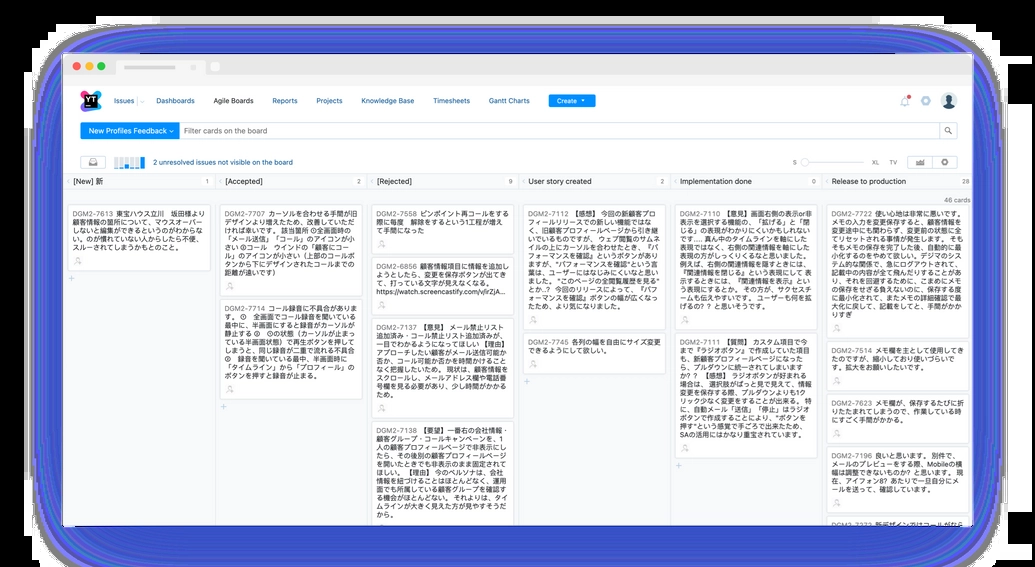 YT
Issues
Dashboards
Agile Boards
Reports
Projects
Knowledge Base
Timesheets
Gantt Charts
Create
New Profiles Feedback
Filter cards on the board
2 unresolved issues not visible on the board
S
XL
TV
[New] 新
1
[Accepted]
2
[Rejected]
9
User story created
2
Implementation done
0
Release to production
28
46 cards
DGM2-7613 東宝ハウス立川 坂田様より
顧客情報の箇所について、マウスオーバー
しないと編集ができるというのがわからな
い。のが慣れていない人からしたら不便、
スルーされてしまうかもとのこと。
DGM2-7707 カーソルを合わせる手間が旧
デザインより増えたため、改善していただ
ければ幸いです。 該当箇所 ①全画面時の
「メール送信」「コール」のアイコンが小
さい ②コール ウインドの「顧客にコー
ル」のアイコンが小さい（上部のコールボ
タンから下にデザインされたコールまでの
距離が遠いです）
DGM2-7714 コール録音に不具合がありま
す。 ① 全画面でコール録音を聞いている
最中に、半画面にすると録音がカーソルが
静止する ② ①の状態（カーソルが止まっ
ている半画面状態）で再生ボタンを押して
しまうと、同じ録音が二重で流れる不具合
③ 録音を聞いている最中、半画面時に
「タイムライン」から「プロフィール」の
ボタンを押すと録音が止まる。
DGM2-7558 ピンポイント再コールをする
際に毎度 解除をするという1工程が増え
て手間になった
DGM2-6856 顧客情報項目に情報を追加し
ようとしたら、変更を保存ボタンが出てき
て、打っている文字が見えなくなる。
DGM2-7137 【意見】 メール禁止リスト
追加済み・コール禁止リスト追加済みが、
一目でわかるようになってほしい 【理由】
アプローチしたい顧客がメール送信可能か
否か、コール可能か否かを時間かけること
なく把握したいため。 現状は、顧客情報を
スクロールし、メールアドレス欄や電話番
号欄を見る必要があり、少し時間がかかる
ため。
DGM2-7138 【要望】一番右の会社情報・
顧客グループ・コールキャンペーンを、1
人の顧客プロフィールページで非表示にし
たら、その後別の顧客プロフィールページ
を開いたときでも非表示のまま固定されて
ほしい。 【理由】 今のペルソナは、会社
情報を紐づけることはほとんどなく、運用
面でも所属している顧客グループを確認す
る機会がほとんどない。 それよりは、タイ
ムラインが大きく見えた方が見やすそうだ
から。
DGM2-7112 【感想】 今回の新顧客プロ
フィールリリースでの新しい機能ではな
く、旧顧客プロフィールページから引き継
いでいるものですが、 ウェブ閲覧のサムネ
イルの上にカーソルを合わせたとき、『パ
フォーマンスを確認』というボタンがあり
ますが、"パフォーマンスを確認"という言
葉は、ユーザーにはなじみにくいなと思い
ました。 "このページの全閲覧履歴を見る"
とか..？ 今回のリリースによって、『パフ
ォーマンスを確認』ボタンの幅が広くなっ
たため、より気になりました。
DGM2-7745 各列の幅を自由にサイズ変更
できるようにして欲しい。
DGM2-7110 【意見】画面右側の表示or非
表示を選択する機能の、「拡げる」と「閉
じる」の表現がわかりにくいかもしれない
です.... 真ん中のタイムラインを軸にした
表現ではなく、右側の関連情報を軸にした
表現の方がしっくりくるなと思いました。
例えば、右側の関連情報を隠すときには、
『関連情報を閉じる』という表現にして 表
示するときには、『関連情報を表示』とい
う表現にするとか。 その方が、サクセスチ
ームも伝えやすいです。 ユーザーも何を拡
げるの？？と思いそうです。
DGM2-7111 【質問】 カスタム項目で今
まで『ラジオボタン』で作成していた項目
も、新顧客プロフィールページになった
ら、プルダウンに統一されてしまいます
か？？ 【感想】 ラジオボタンが好まれる
場合は、 選択肢がぱっと見で見えて、情報
変更を保存する際、プルダウンよりも1ク
リック少なく変更をすることが出来る。 特
に、自動メール「送信」「停止」はラジオ
ボタンで作成することにより、"ボタンを
押す"という感覚で手ごろで出来たため、
SAの活用にはかなり重宝されています。
DGM2-7722 使い心地は非常に悪いです。
メモの入力を変更保存すると、顧客情報を
変更途中にも関わらず、変更前の状態に全
てリセットされる事情が発生します。 そも
そもメモの保存を完了した後、自動的に最
小化するのをやめて欲しい。デジマのシス
テム的な関係で、急にログアウトされて、
記載中の内容が全て飛んだりすることがあ
り、それを回避するために、こまめにメモ
の保存をせざる負えないのに、保存する度
に最小化されて、またメモの詳細確認で最
大化に戻して、記載をしてと、手間がかか
りすぎ
DGM2-7514 メモ欄を主として使用してき
たのですが、縮小しており使いづらいで
す。拡大をお願いしたいです。
DGM2-7623 メモ欄が、保存するたびに折
りたたまれてしまうので、作業している時
にすごく手間がかかる。
DGM2-7196 良いと思います。 別件で、
メールのプレビューをする際、Mobileの横
幅は調整できないものか？と思います。 現
在、アイフォン8？あたりで一旦自分にメ
ールを送って、確認しています。